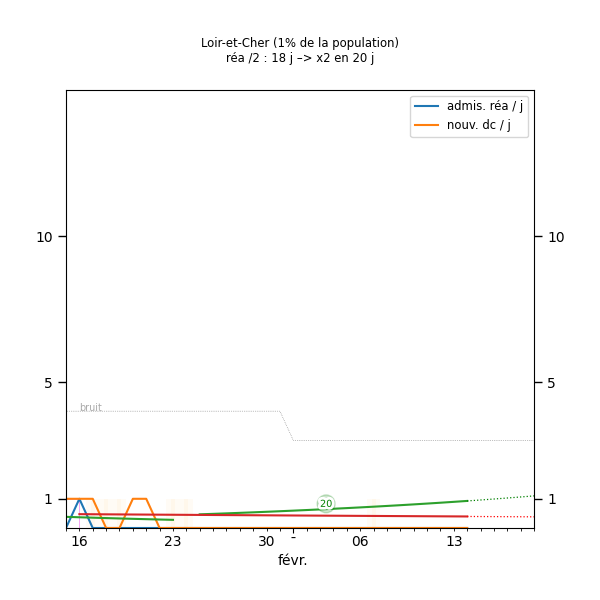 Loir-et-Cher (1% de la population)
réa /2 : 18 j –> x2 en 20 j
admis. réa / j
nouv. dc / j
10 10
5 5
bruit
20
1 1
16 23 30 - 06 13
févr.